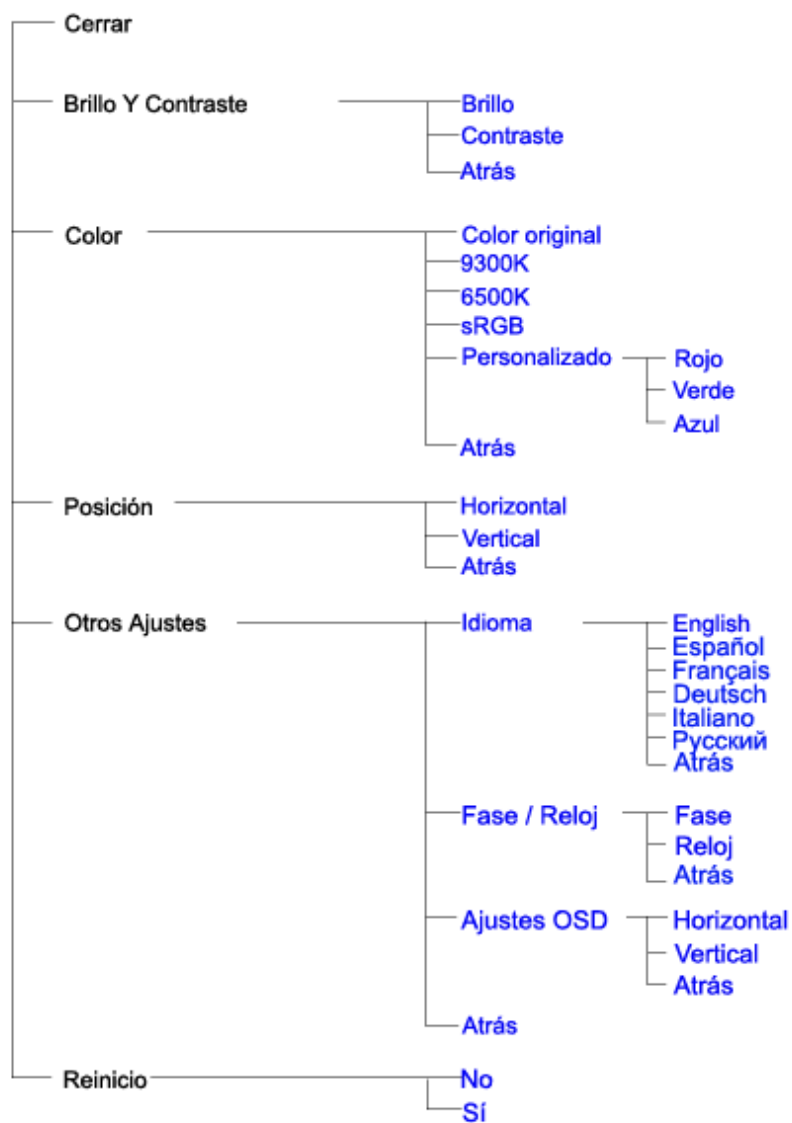 Cerrar
Brillo Y Contraste
Brillo
Contraste
Atrás
Color
Color original
9300K
6500K
sRGB
Personalizado
Rojo
Verde
Azul
Atrás
Posición
Horizontal
Vertical
Atrás
Otros Ajustes
Idioma
English
Español
Français
Deutsch
Italiano
Русский
Atrás
Fase / Reloj
Fase
Reloj
Atrás
Ajustes OSD
Horizontal
Vertical
Atrás
Atrás
Reinicio
No
Sí